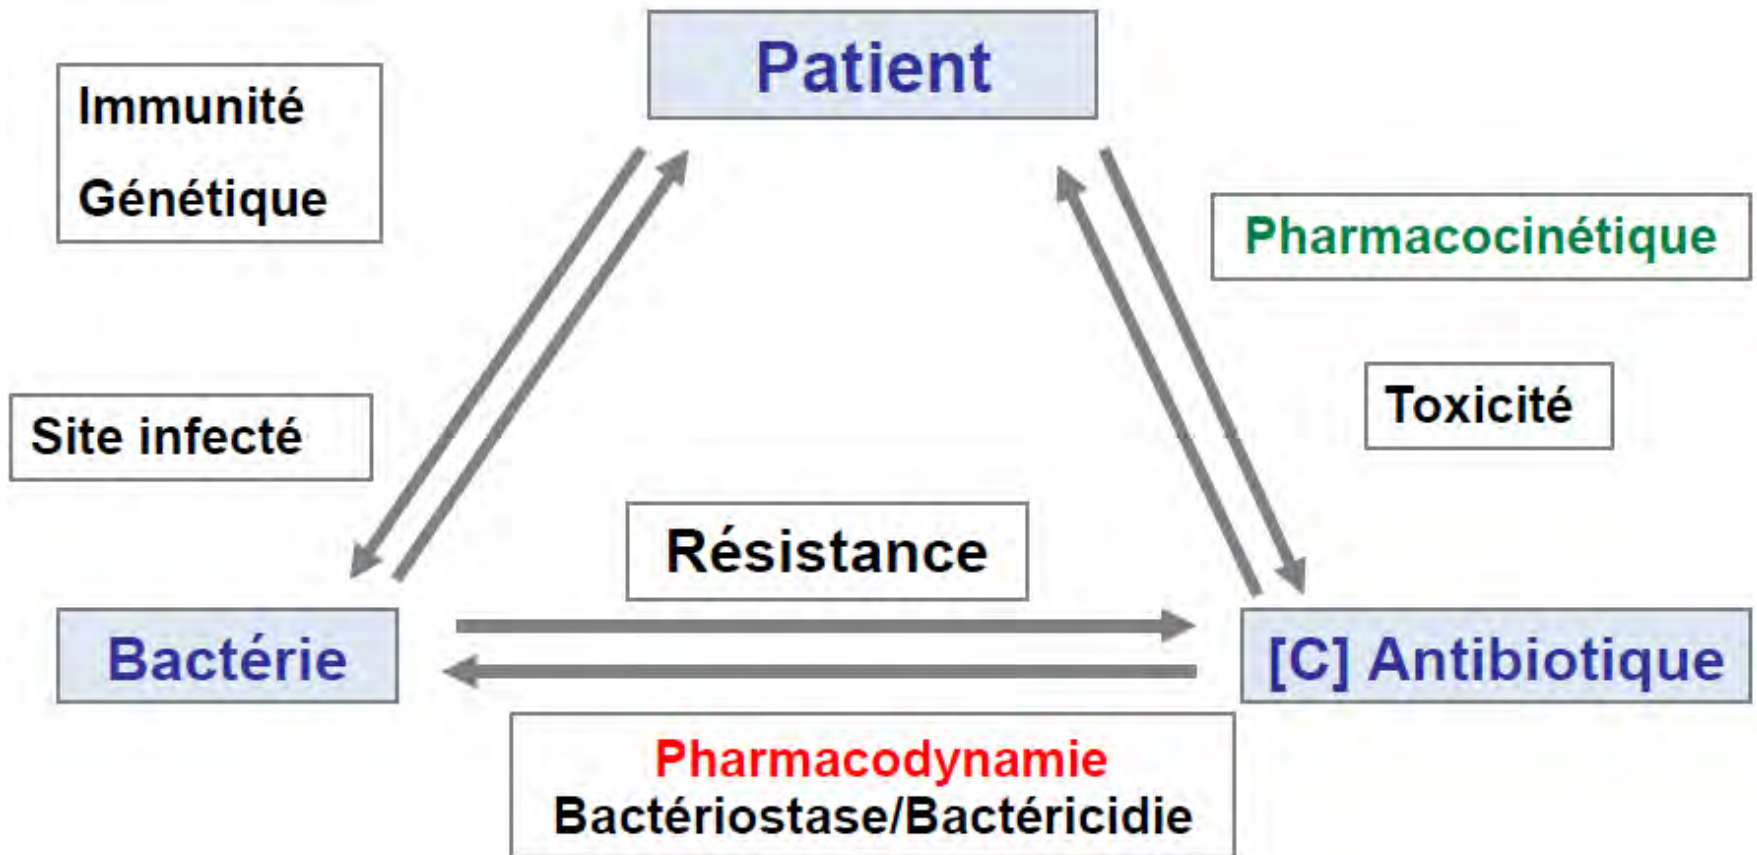 Patient
Immunité
Génétique
Pharmacocinétique
Toxicité
Site infecté
Résistance
Bactérie
[C] Antibiotique
Pharmacodynamie
Bactériostase/Bactéricidie